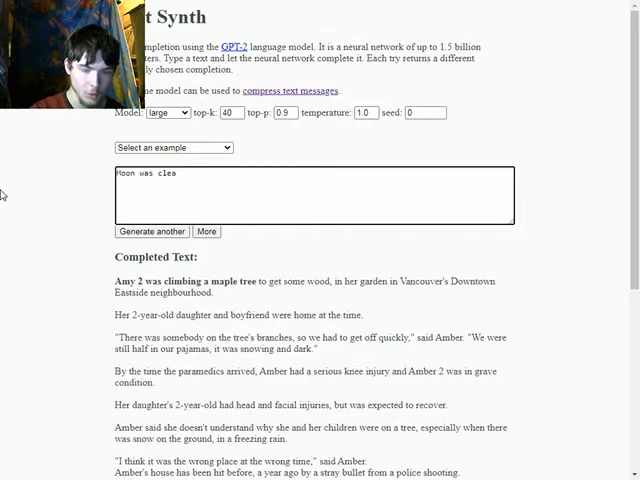 t Synth
mpletion using the GPT-2 language model. It is a neural network of up to 1.5 billion
ters. Type a text and let the neural network complete it. Each try returns a different
ly chosen completion.
ne model can be used to compress text messages.
Model: large top-k: 40 top-p: 0.9 temperature: 1.0 seed: 0
Select an example
Moon was clea
Generate another More
Completed Text:
Amy 2 was climbing a maple tree to get some wood, in her garden in Vancouver's Downtown
Eastside neighbourhood.
Her 2-year-old daughter and boyfriend were home at the time.
"There was somebody on the tree's branches, so we had to get off quickly," said Amber. "We were
still half in our pajamas, it was snowing and dark."
By the time the paramedics arrived, Amber had a serious knee injury and Amber 2 was in grave
condition.
Her daughter's 2-year-old had head and facial injuries, but was expected to recover.
Amber said she doesn't understand why she and her children were on a tree, especially when there
was snow on the ground, in a freezing rain.
"I think it was the wrong place at the wrong time," said Amber.
Amber's house has been hit before, a year ago by a stray bullet from a police shooting.